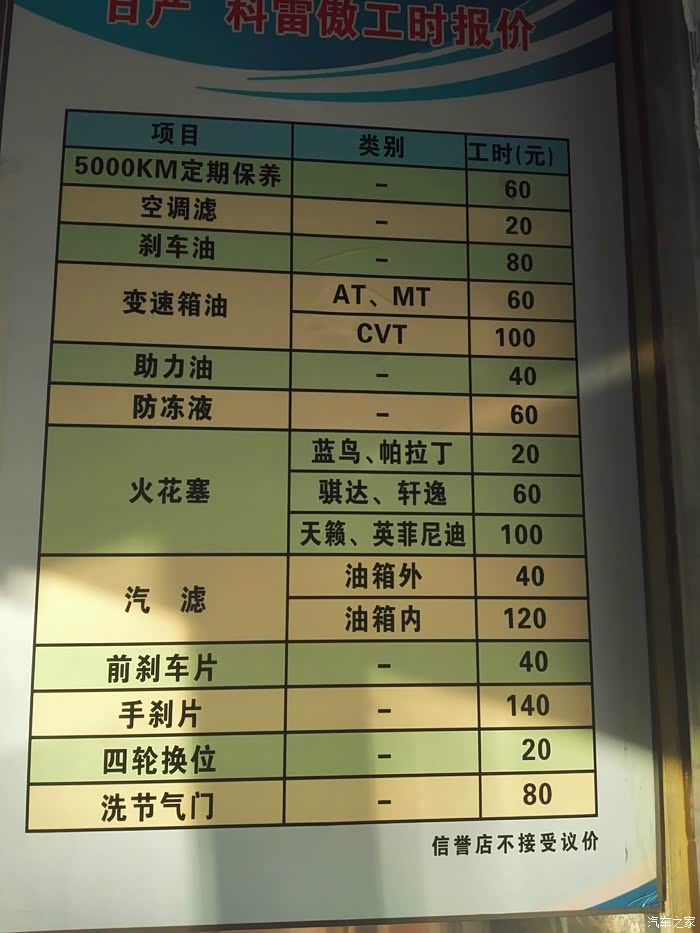 日产 科雷傲工时报价
项目 类别 工时(元)
5000KM定期保养 - 60
空调滤 - 20
刹车油 - 80
变速箱油 AT、MT 60
CVT 100
助力油 - 40
防冻液 - 60
火花塞 蓝鸟、帕拉丁 20
骐达、轩逸 60
天籁、英菲尼迪 100
汽 滤 油箱外 40
油箱内 120
前刹车片 - 40
手刹片 - 140
四轮换位 - 20
洗节气门 - 80
信誉店不接受议价
汽车之家